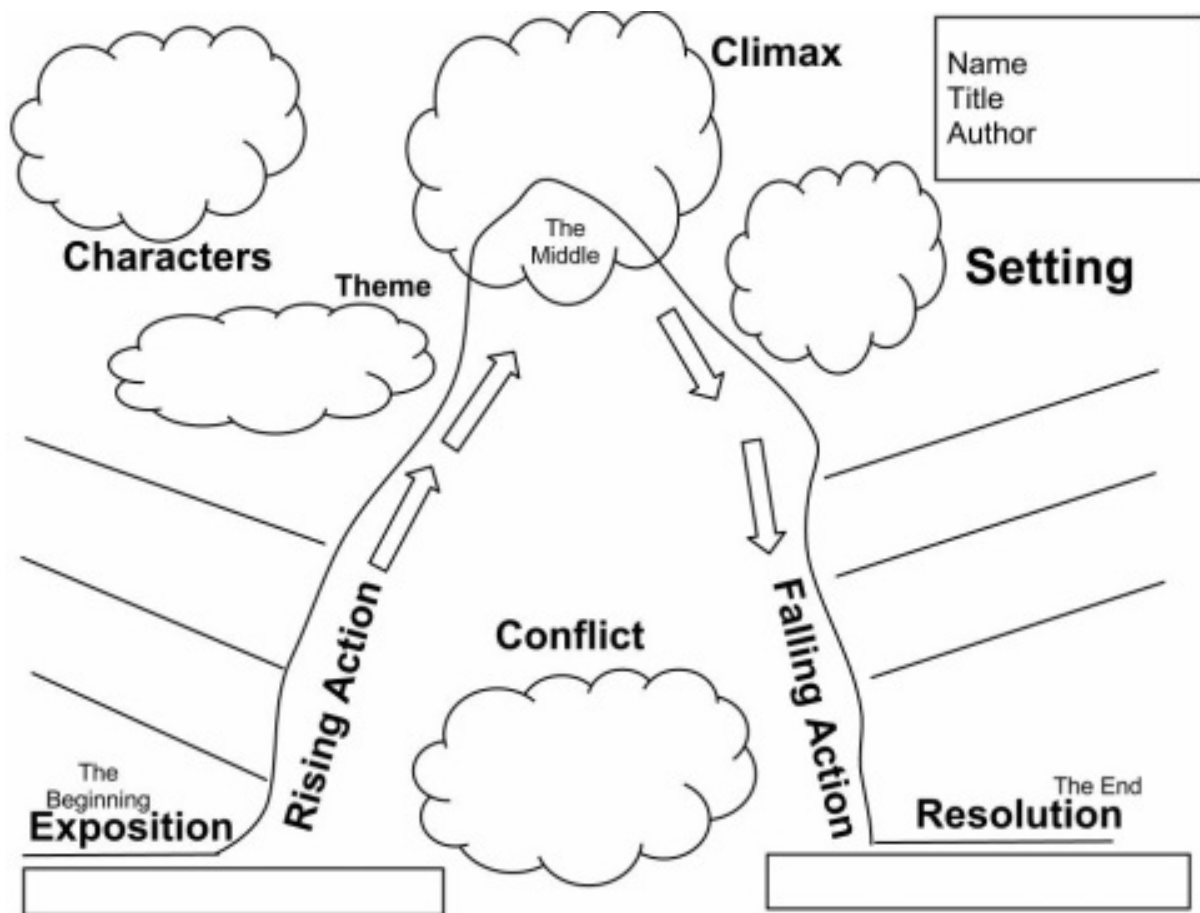 Climax
Name
Title
Author
The
Middle
Characters
Setting
Theme
Conflict
Rising Action
Falling Action
The
Beginning
Exposition
The End
Resolution